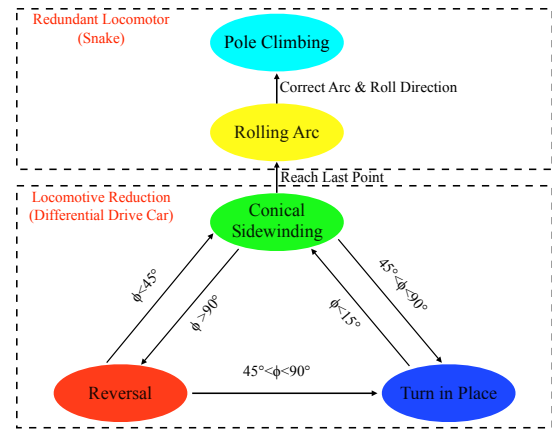 Redundant Locomotor
(Snake)
Pole Climbing
Correct Arc & Roll Direction
Rolling Arc
Reach Last Point
Locomotive Reduction
(Differential Drive Car)
Conical
Sidewinding
ϕ<45°
ϕ >90°
ϕ<15°
45°<ϕ<90°
45°<ϕ<90°
Reversal
Turn in Place